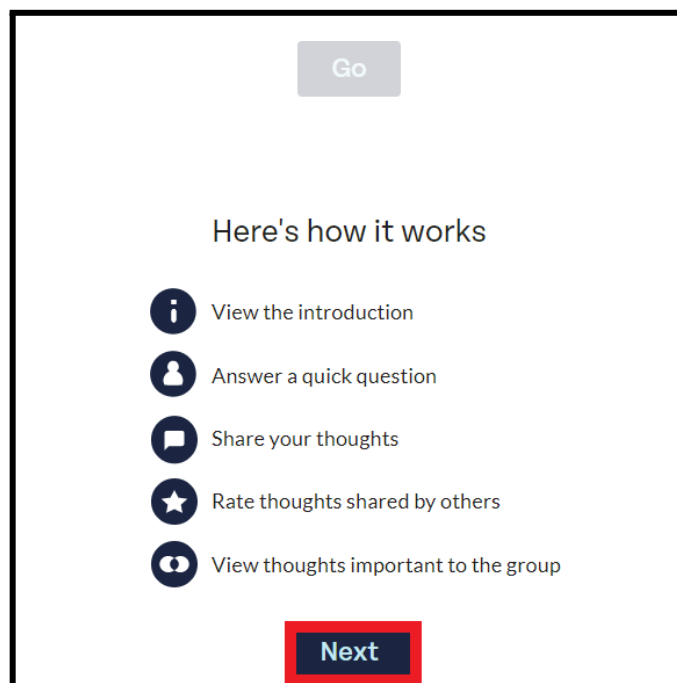 Go
Here's how it works
View the introduction
Answer a quick question
Share your thoughts
Rate thoughts shared by others
View thoughts important to the group
Next